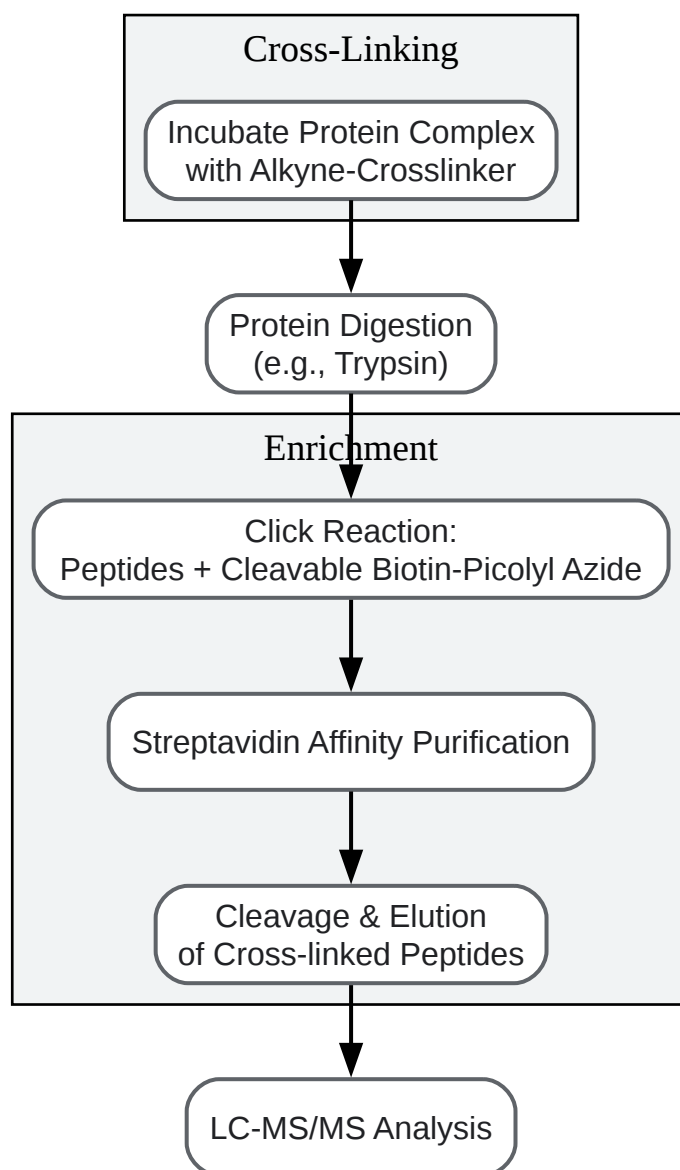 Cross-Linking
Incubate Protein Complex
with Alkyne-Crosslinker
Protein Digestion
(e.g., Trypsin)
Enrichment
Click Reaction:
Peptides + Cleavable Biotin-Picolyl Azide
Streptavidin Affinity Purification
Cleavage & Elution
of Cross-linked Peptides
LC-MS/MS Analysis